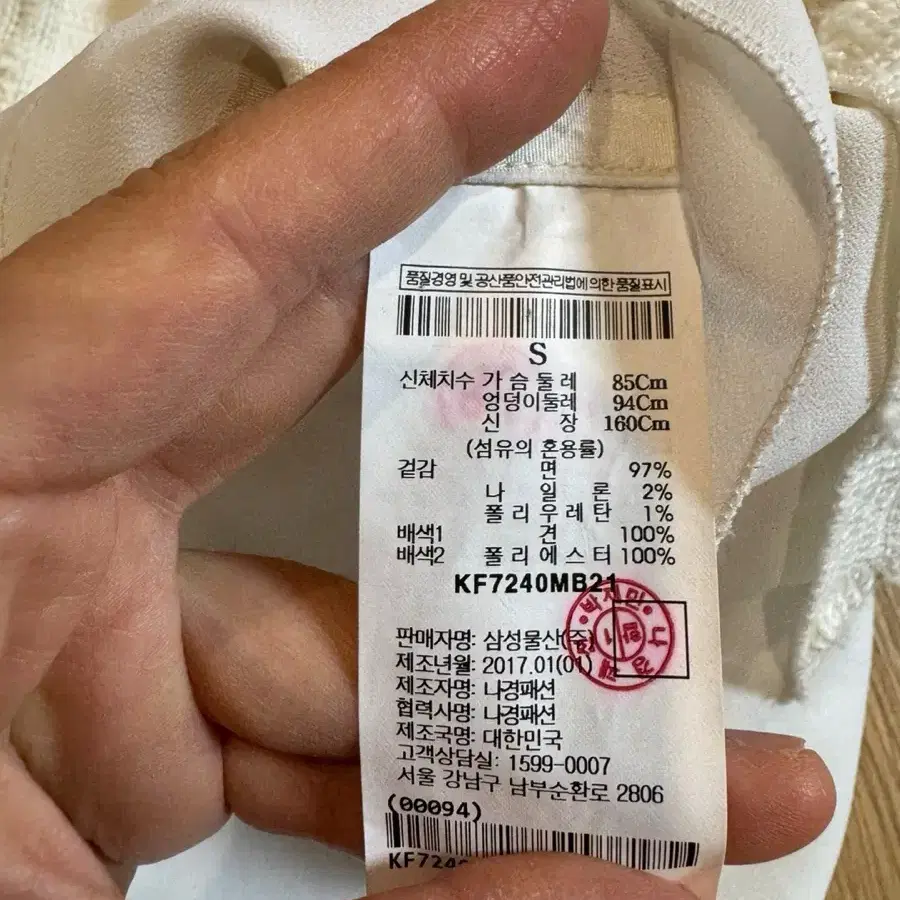 품질경영 및 공산품안전관리법에 의한 품질표시
S
신체치수 가 슴 둘 레 85Cm
엉덩이둘레 94Cm
신 장 160Cm
(섬유의 혼용률)
겉감 면 97%
나 일 론 2%
폴 리 우 레 탄 1%
배색1 견 100%
배색2 폴 리 에 스 터 100%
KF7240MB21
판매자명: 삼성물산(주)
제조년월: 2017.01(01)
제조자명: 나경패션
협력사명: 나경패션
제조국명: 대한민국
고객상담실: 1599-0007
서울 강남구 남부순환로 2806
(00094)